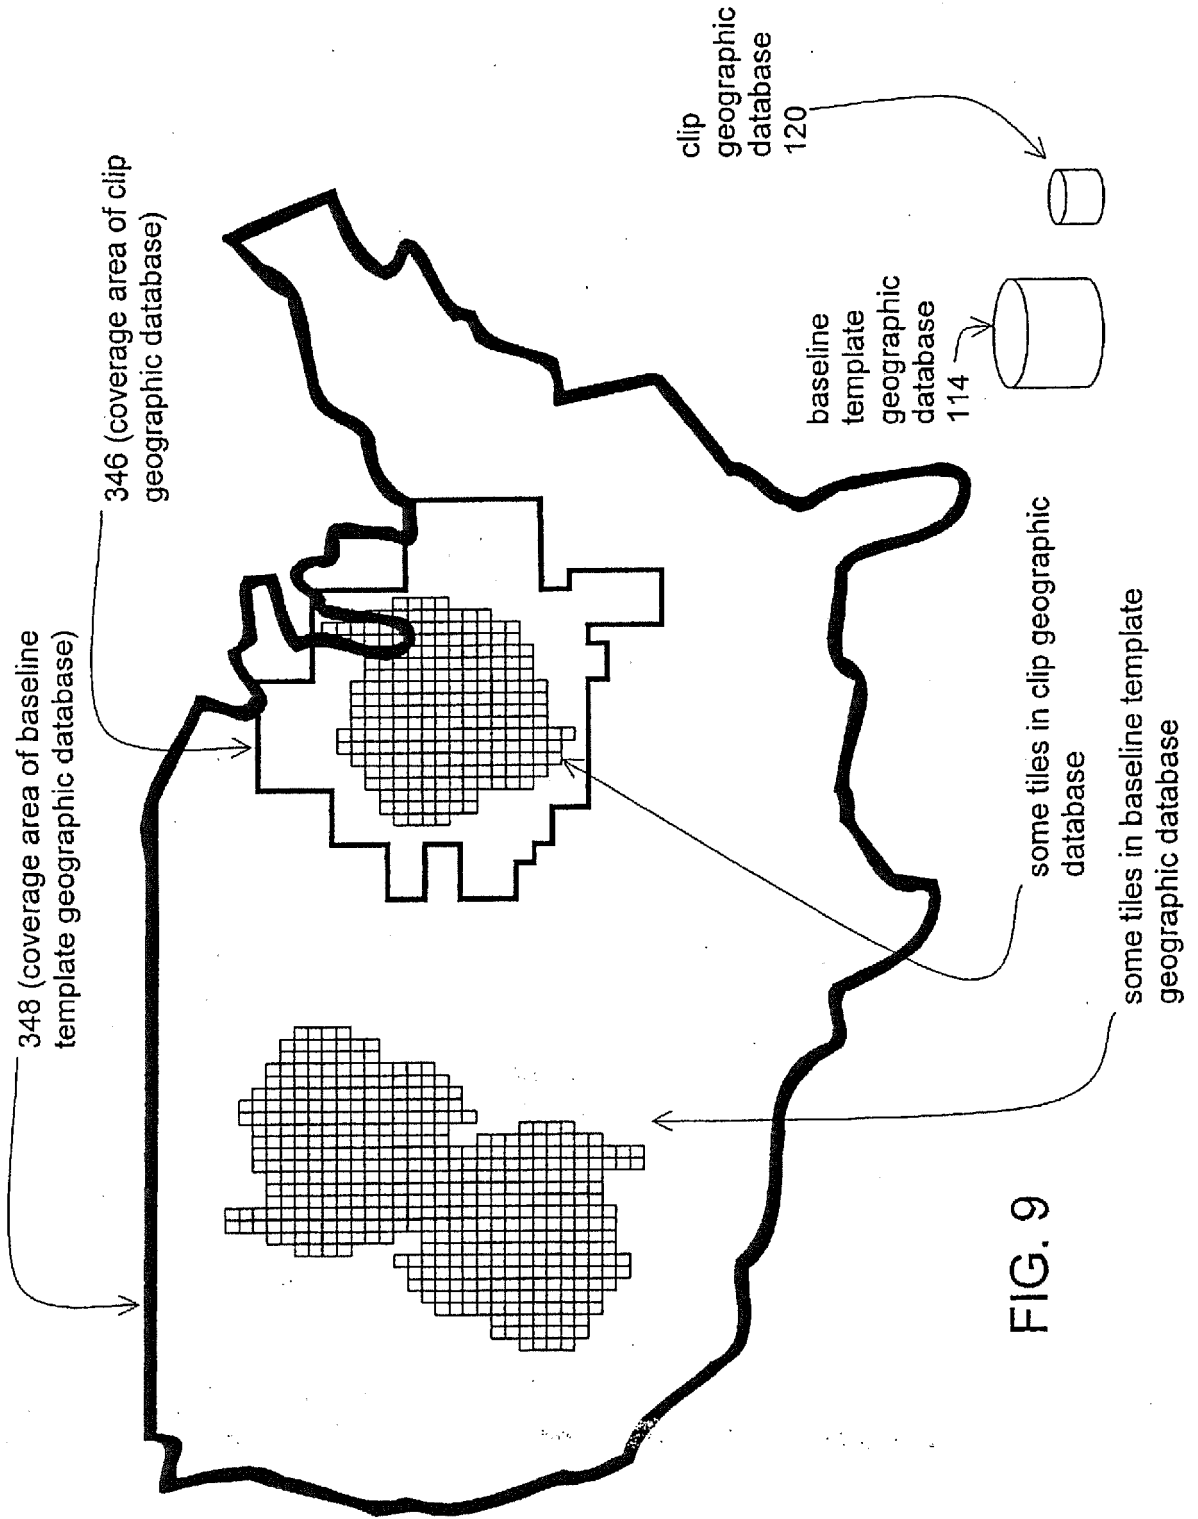 348 (coverage area of baseline
template geographic database)
346 (coverage area of clip
geographic database)
clip
geographic
database
120
baseline
template
geographic
database
114
some tiles in clip geographic
database
some tiles in baseline template
geographic database
FIG. 9